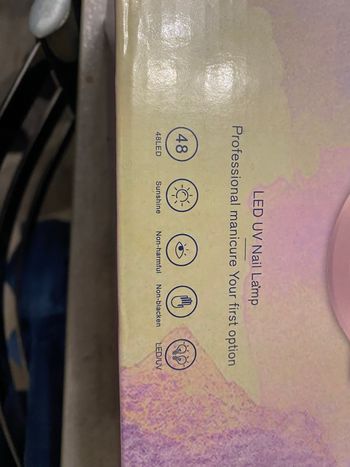 LED UV Nail Lamp
Professional manicure Your first option
48
48LED Sunshine Non-harmful Non-blacken LED/UV